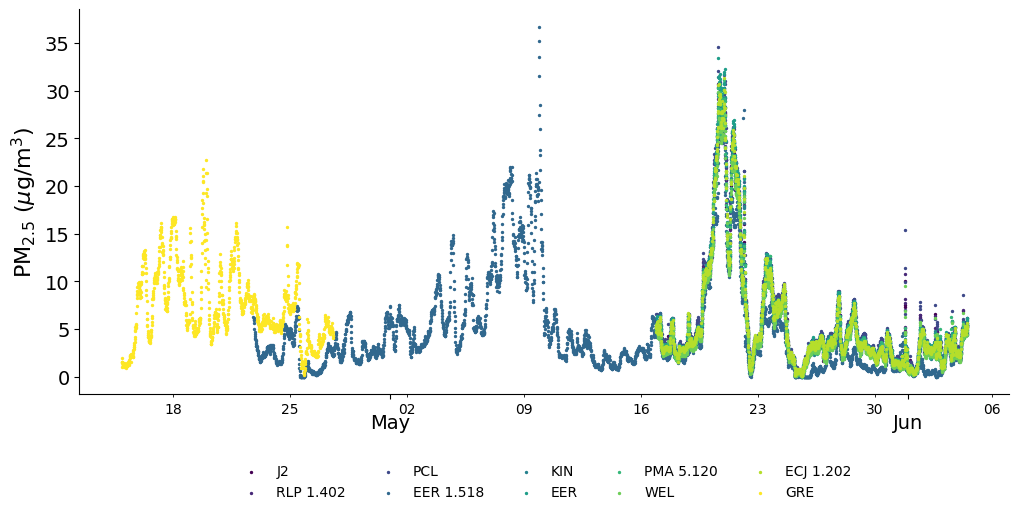 PM2.5 (μg/m3)
35
30
25
20
15
10
5
0
18 25 02 09 16 23 30 06
May Jun
J2 PCL KIN PMA 5.120 ECJ 1.202
RLP 1.402 EER 1.518 EER WEL GRE